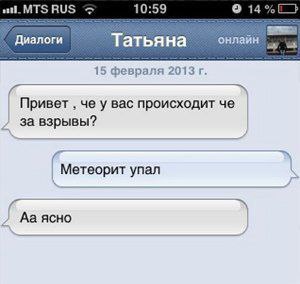 MTS RUS 10:59 14 %
Диалоги Татьяна онлайн
15 февраля 2013 г.
Привет , че у вас происходит че
за взрывы?
Метеорит упал
Аа ясно